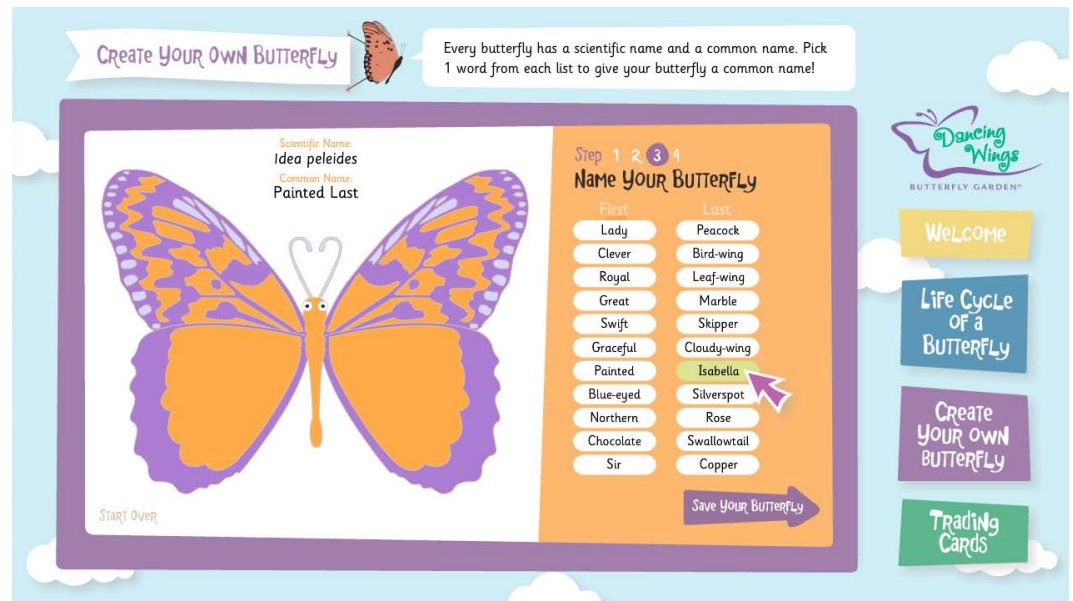 Create Your Own Butterfly
Every butterfly has a scientific name and a common name. Pick
1 word from each list to give your butterfly a common name!
Scientific Name:
Idea peleides
Common Name:
Painted Last
Start Over
Step 1 2 3 4
Name Your Butterfly
First Last
Lady Peacock
Clever Bird-wing
Royal Leaf-wing
Great Marble
Swift Skipper
Graceful Cloudy-wing
Painted Isabella
Blue-eyed Silverspot
Northern Rose
Chocolate Swallowtail
Sir Copper
Save Your Butterfly
Dancing
Wings
BUTTERFLY GARDEN
Welcome
Life Cycle
of a
Butterfly
Create
Your Own
Butterfly
Trading
Cards